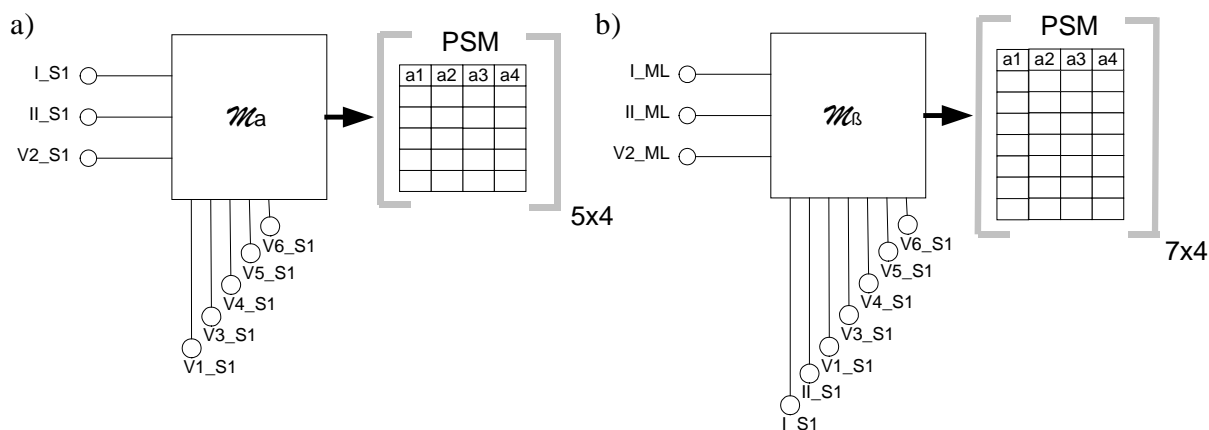 a)
I_S1
II_S1
V2_S1
ℳa
V6_S1
V5_S1
V4_S1
V3_S1
V1_S1
PSM
a1 a2 a3 a4
5x4
b)
I_ML
II_ML
V2_ML
ℳß
V6_S1
V5_S1
V4_S1
V3_S1
V1_S1
II_S1
I_S1
PSM
a1 a2 a3 a4
7x4